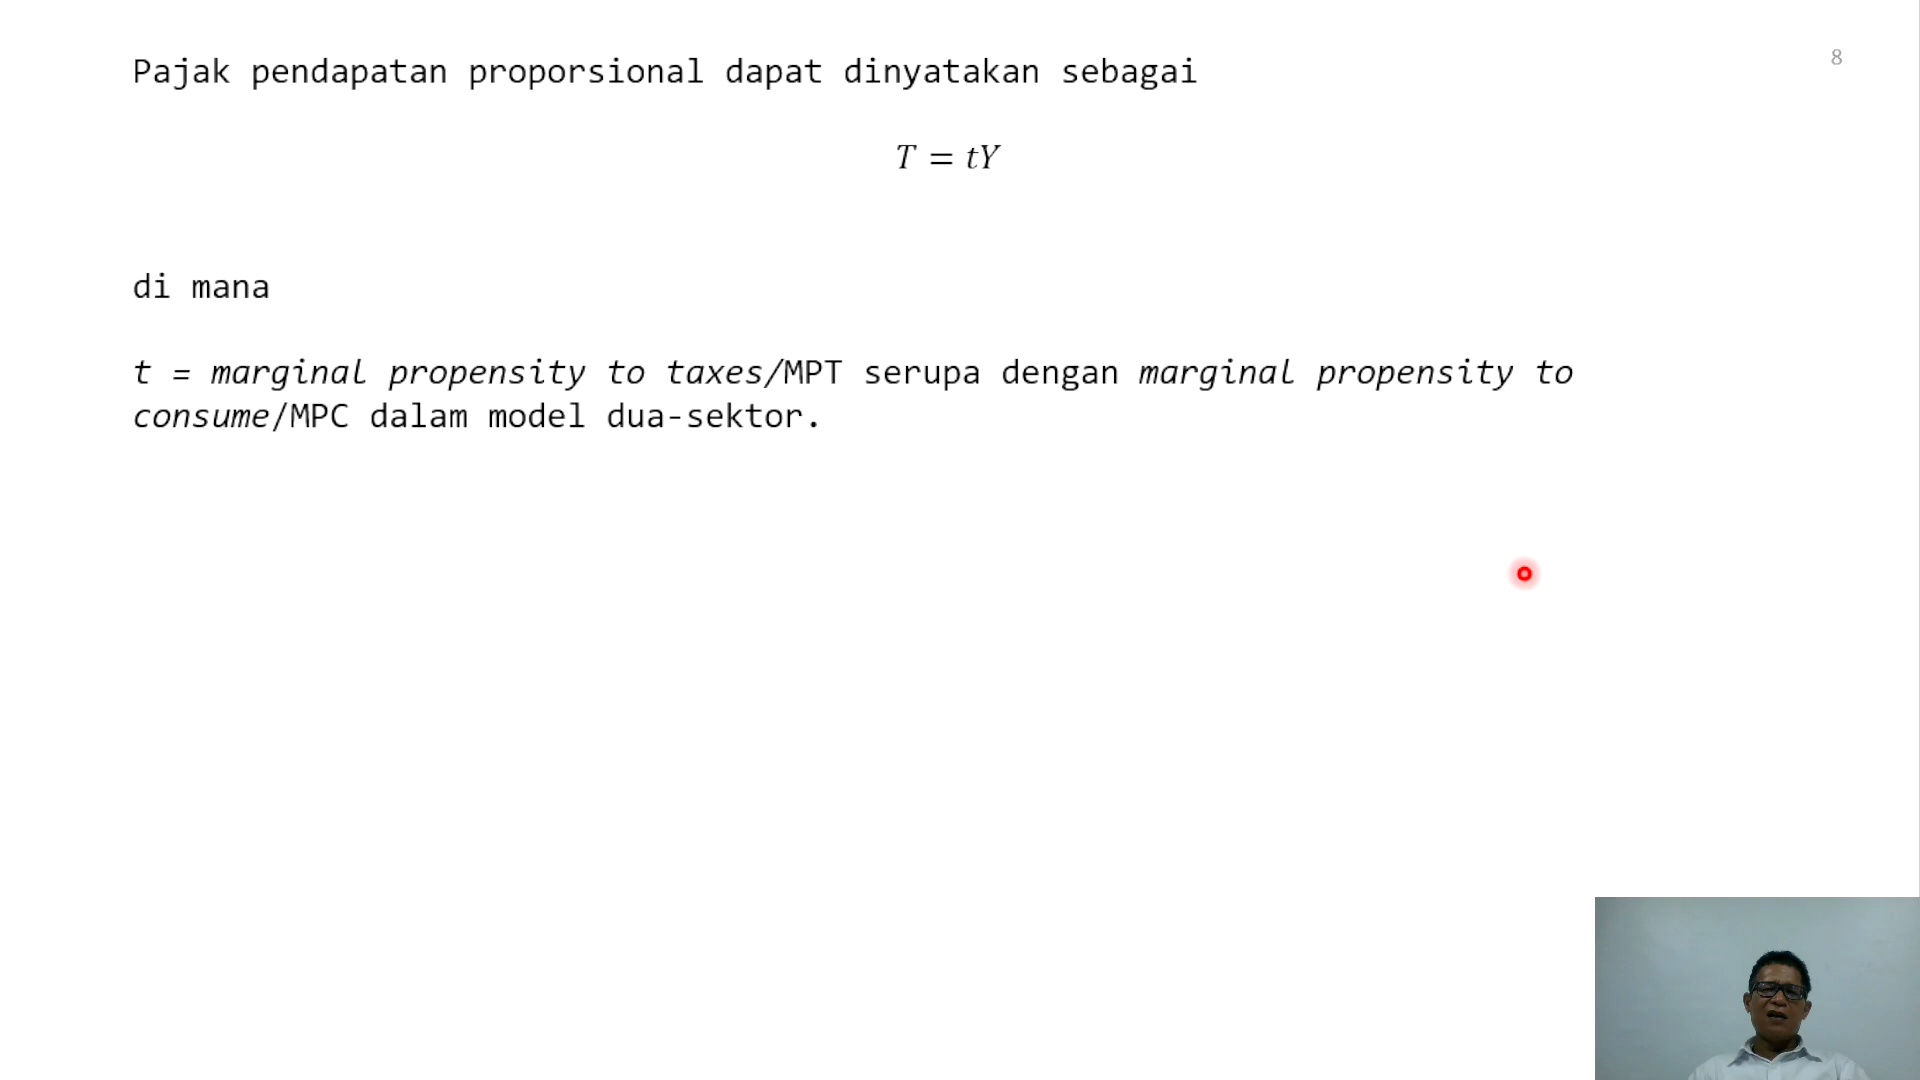 8
Pajak pendapatan proporsional dapat dinyatakan sebagai
T = tY
di mana
t = marginal propensity to taxes/MPT serupa dengan marginal propensity to
consume/MPC dalam model dua-sektor.